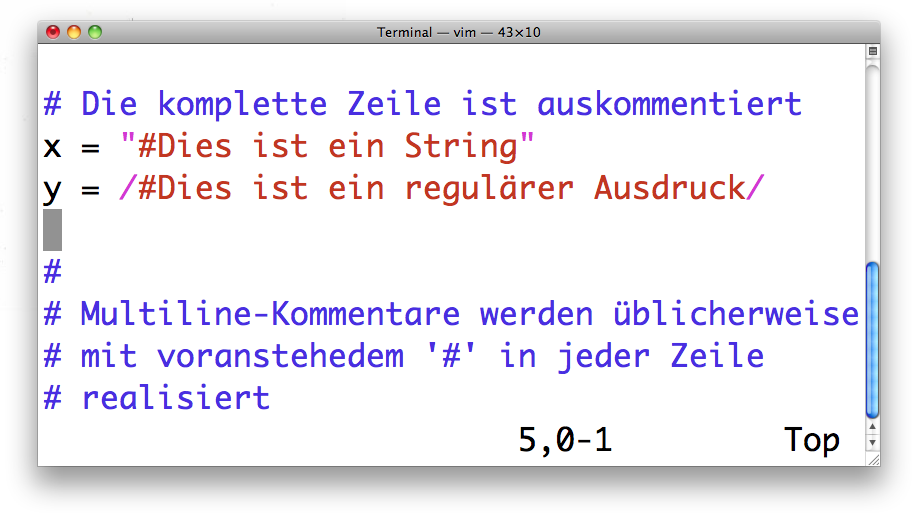 Terminal — vim — 43×10
# Die komplette Zeile ist auskommentiert
x = "#Dies ist ein String"
y = /#Dies ist ein regulärer Ausdruck/
#
# Multiline-Kommentare werden üblicherweise
# mit voranstehedem '#' in jeder Zeile
# realisiert
5,0-1 Top